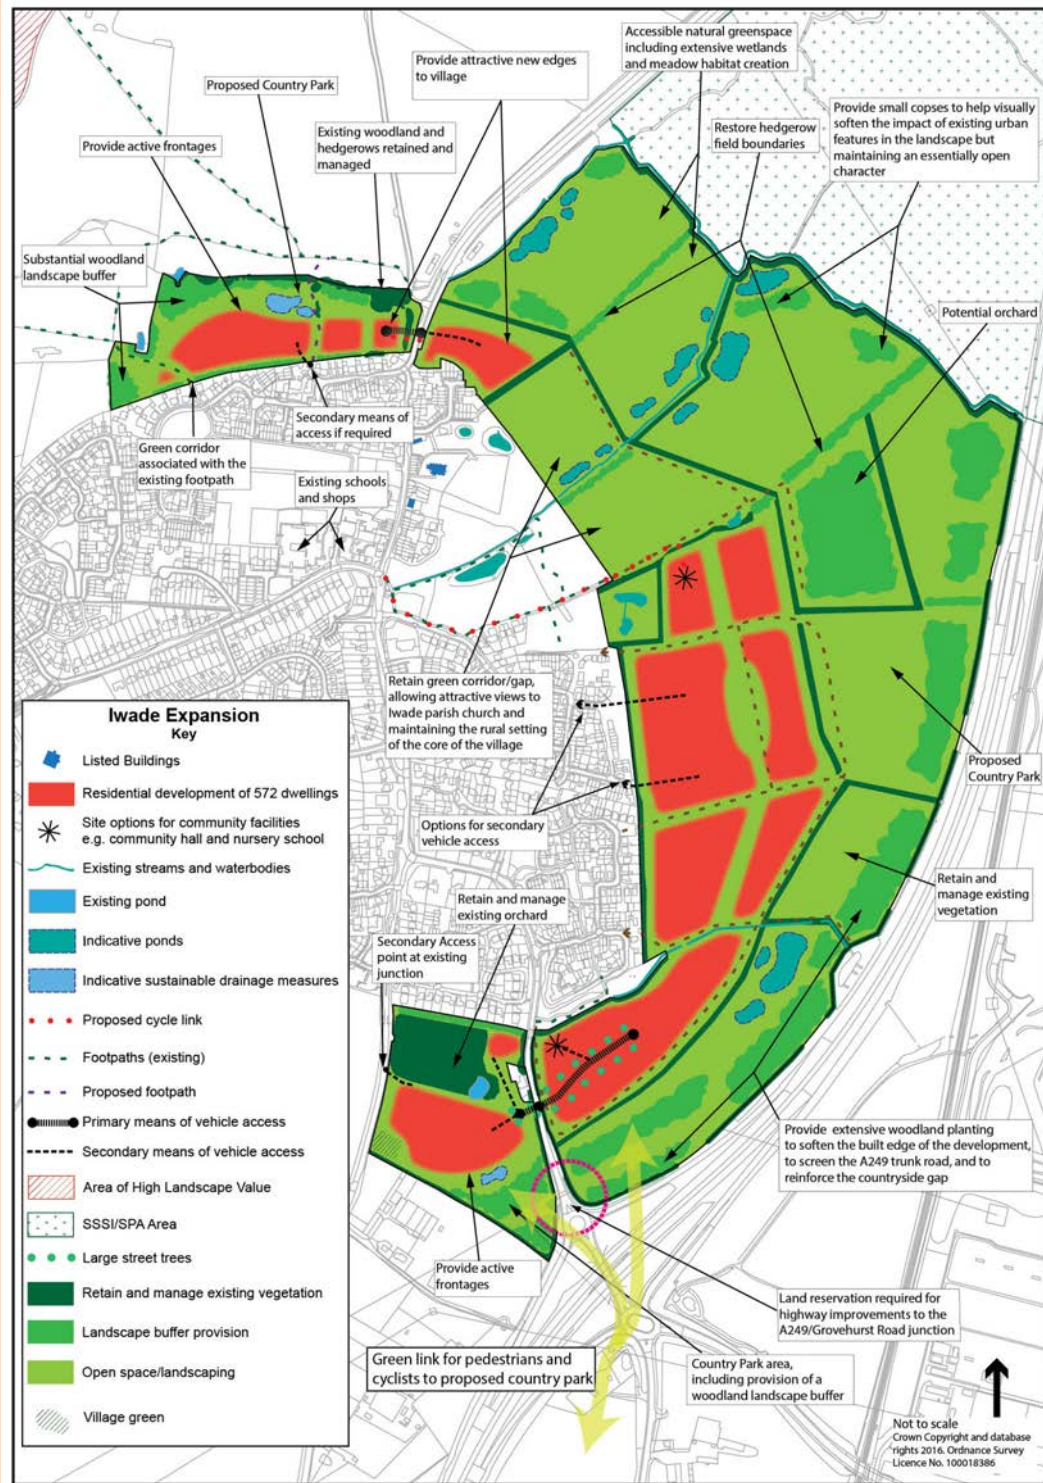 Accessible natural greenspace
including extensive wetlands
and meadow habitat creation
Provide attractive new edges
to village
Proposed Country Park
Provide small copses to help visually
soften the impact of existing urban
features in the landscape but
maintaining an essentially open
character
Existing woodland and
hedgerows retained and
managed
Restore hedgerow
field boundaries
Provide active frontages
Substantial woodland
landscape buffer
Potential orchard
Secondary means of
access if required
Green corridor
associated with the
existing footpath
Existing schools
and shops
Retain green corridor/gap,
allowing attractive views to
Iwade parish church and
maintaining the rural setting
of the core of the village
Proposed
Country Park
Options for secondary
vehicle access
Retain and
manage existing
vegetation
Retain and manage
existing orchard
Secondary Access
point at existing
junction
Provide extensive woodland planting
to soften the built edge of the development,
to screen the A249 trunk road, and to
reinforce the countryside gap
Provide active
frontages
Land reservation required for
highway improvements to the
A249/Grovehurst Road junction
Green link for pedestrians and
cyclists to proposed country park
Country Park area,
including provision of a
woodland landscape buffer
Iwade Expansion
Key
Listed Buildings
Residential development of 572 dwellings
Site options for community facilities
e.g. community hall and nursery school
Existing streams and waterbodies
Existing pond
Indicative ponds
Indicative sustainable drainage measures
Proposed cycle link
Footpaths (existing)
Proposed footpath
Primary means of vehicle access
Secondary means of vehicle access
Area of High Landscape Value
SSSI/SPA Area
Large street trees
Retain and manage existing vegetation
Landscape buffer provision
Open space/landscaping
Village green
Not to scale
Crown Copyright and database
rights 2016. Ordnance Survey
Licence No. 100018386